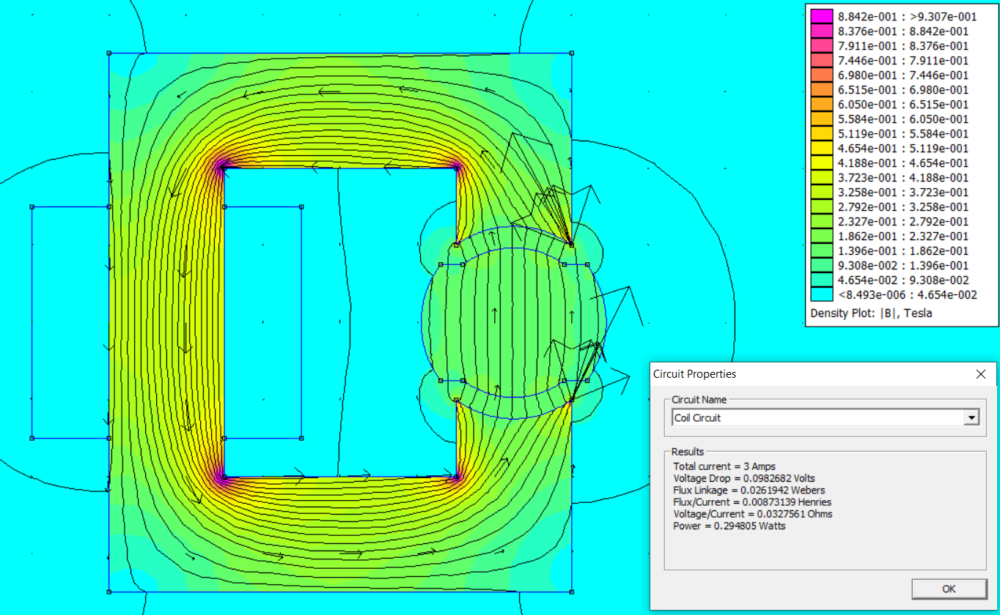 8.842e-001 : >9.307e-001
8.376e-001 : 8.842e-001
7.911e-001 : 8.376e-001
7.446e-001 : 7.911e-001
6.980e-001 : 7.446e-001
6.515e-001 : 6.980e-001
6.050e-001 : 6.515e-001
5.584e-001 : 6.050e-001
5.119e-001 : 5.584e-001
4.654e-001 : 5.119e-001
4.188e-001 : 4.654e-001
3.723e-001 : 4.188e-001
3.258e-001 : 3.723e-001
2.792e-001 : 3.258e-001
2.327e-001 : 2.792e-001
1.862e-001 : 2.327e-001
1.396e-001 : 1.862e-001
9.308e-002 : 1.396e-001
4.654e-002 : 9.308e-002
<8.493e-006 : 4.654e-002
Density Plot: |B|, Tesla
Circuit Properties
Circuit Name
Coil Circuit
Results
Total current = 3 Amps
Voltage Drop = 0.0982682 Volts
Flux Linkage = 0.0261942 Webers
Flux/Current = 0.00873139 Henries
Voltage/Current = 0.0327561 Ohms
Power = 0.294805 Watts
OK